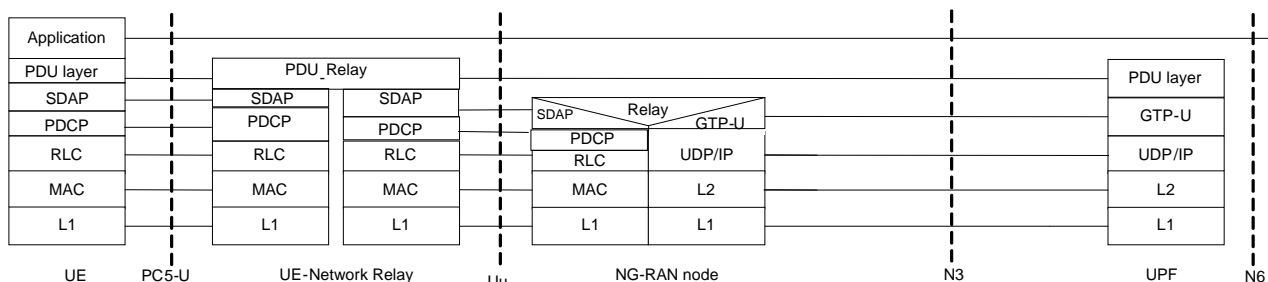 Application
PDU layer
PDU_Relay
PDU layer
SDAP
SDAP
SDAP
SDAP
Relay
GTP-U
GTP-U
PDCP
PDCP
PDCP
PDCP
RLC
RLC
RLC
RLC
UDP/IP
UDP/IP
MAC
MAC
MAC
MAC
L2
L2
L1
L1
L1
L1
L1
L1
UE
PC5-U
UE-Network Relay
Uu
NG-RAN node
N3
UPF
N6